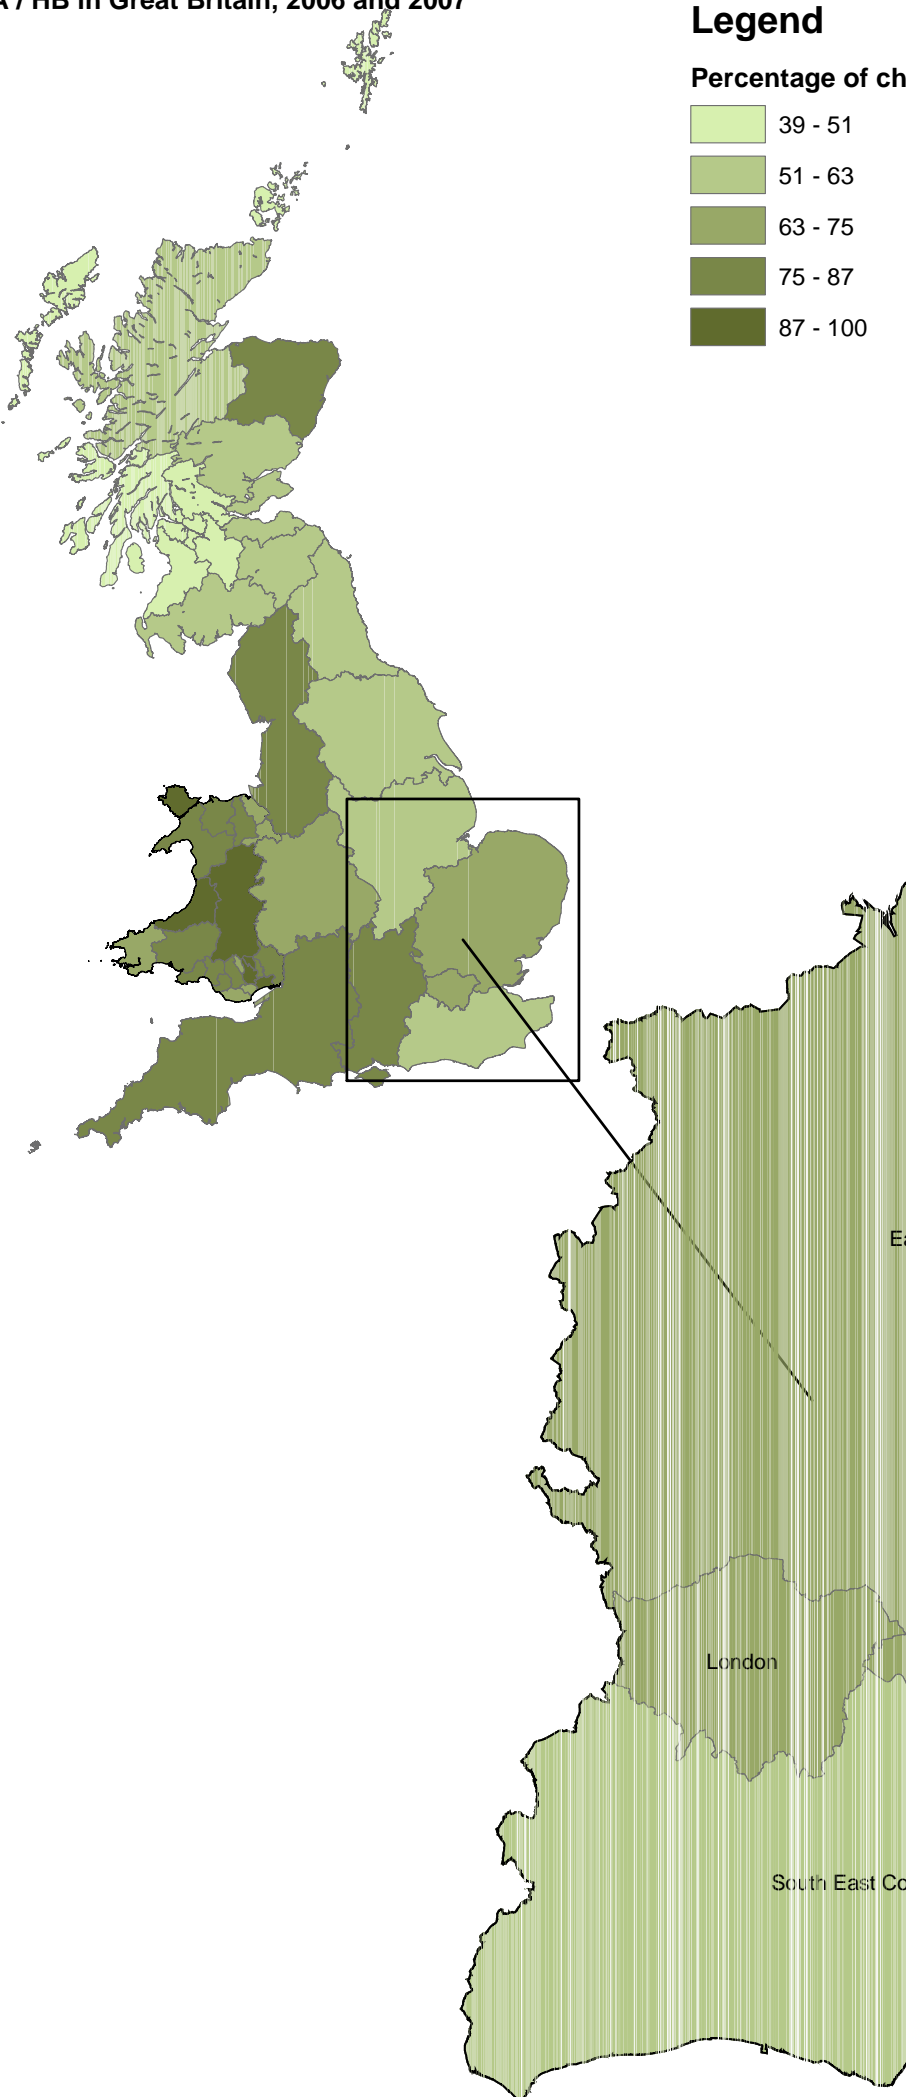 / HB in Great Britain, 2006 and 2007
Legend
Percentage of ch
39 - 51
51 - 63
63 - 75
75 - 87
87 - 100
Ea
London
South East Co